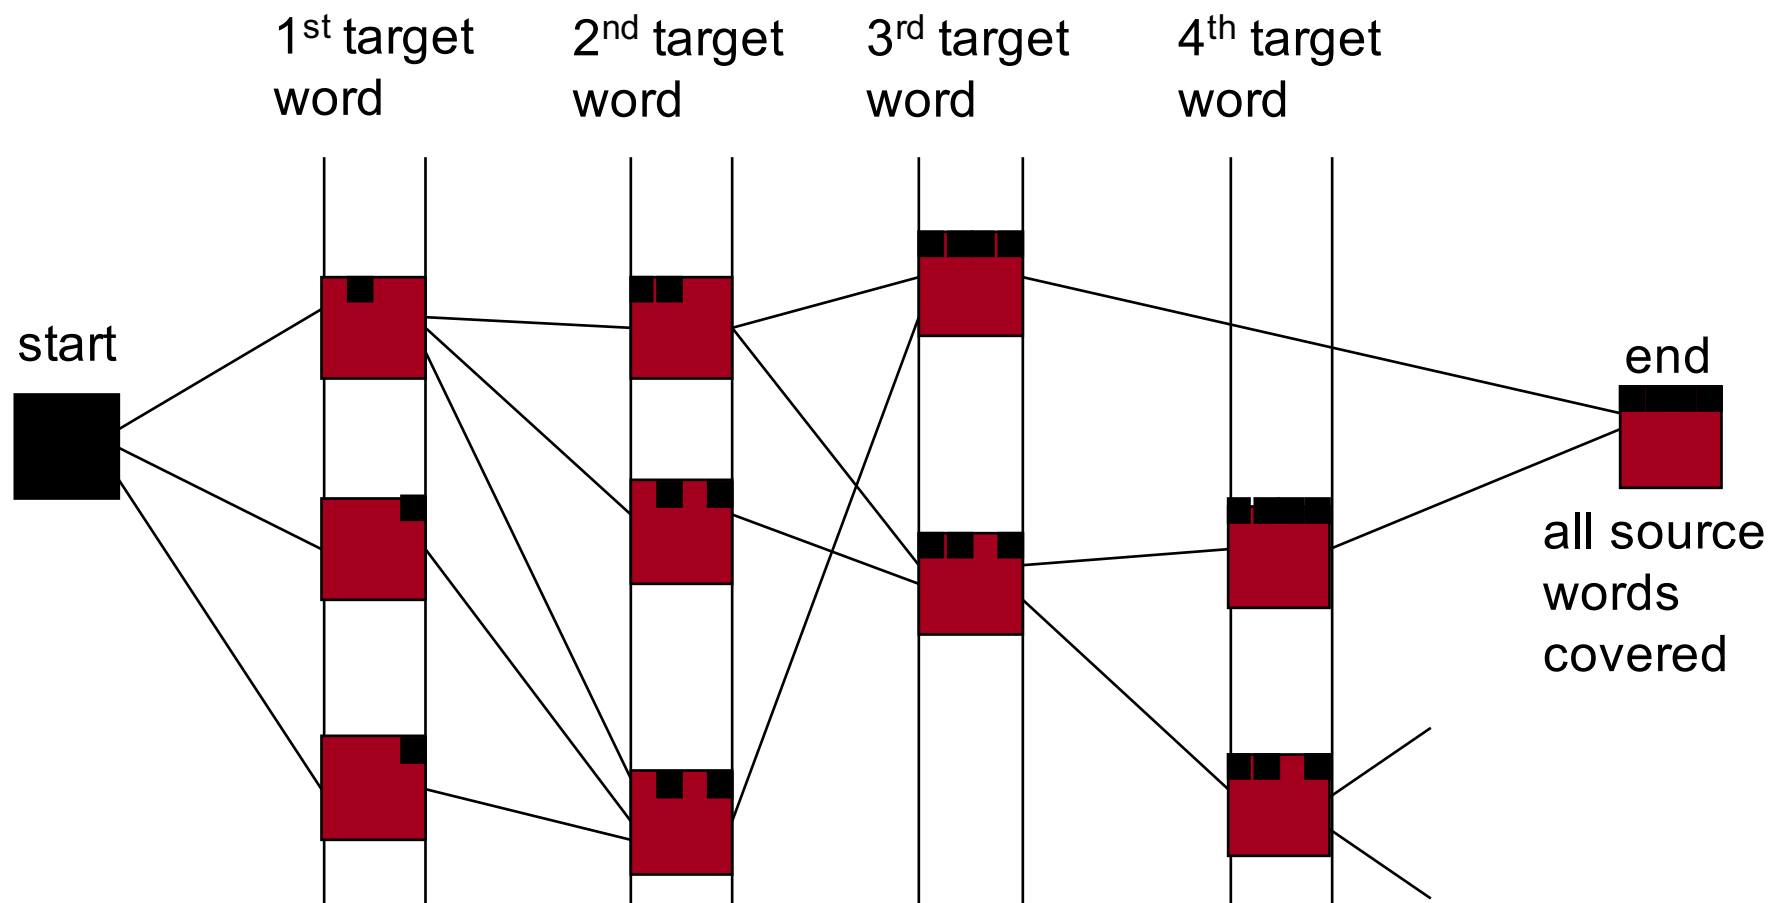 1st target
word
2nd target
word
3rd target
word
4th target
word
start
end
all source
words
covered